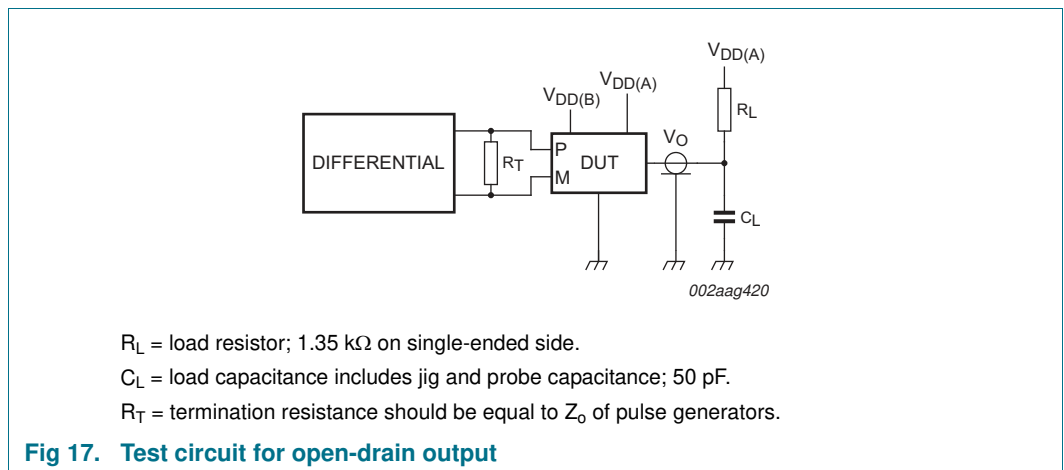 VDD(A)
VDD(A)
VDD(B)
RL
VO
DIFFERENTIAL
RT
P
M
DUT
CL
002aag420
RL = load resistor; 1.35 kΩ on single-ended side.
CL = load capacitance includes jig and probe capacitance; 50 pF.
RT = termination resistance should be equal to Zo of pulse generators.
Fig 17. Test circuit for open-drain output